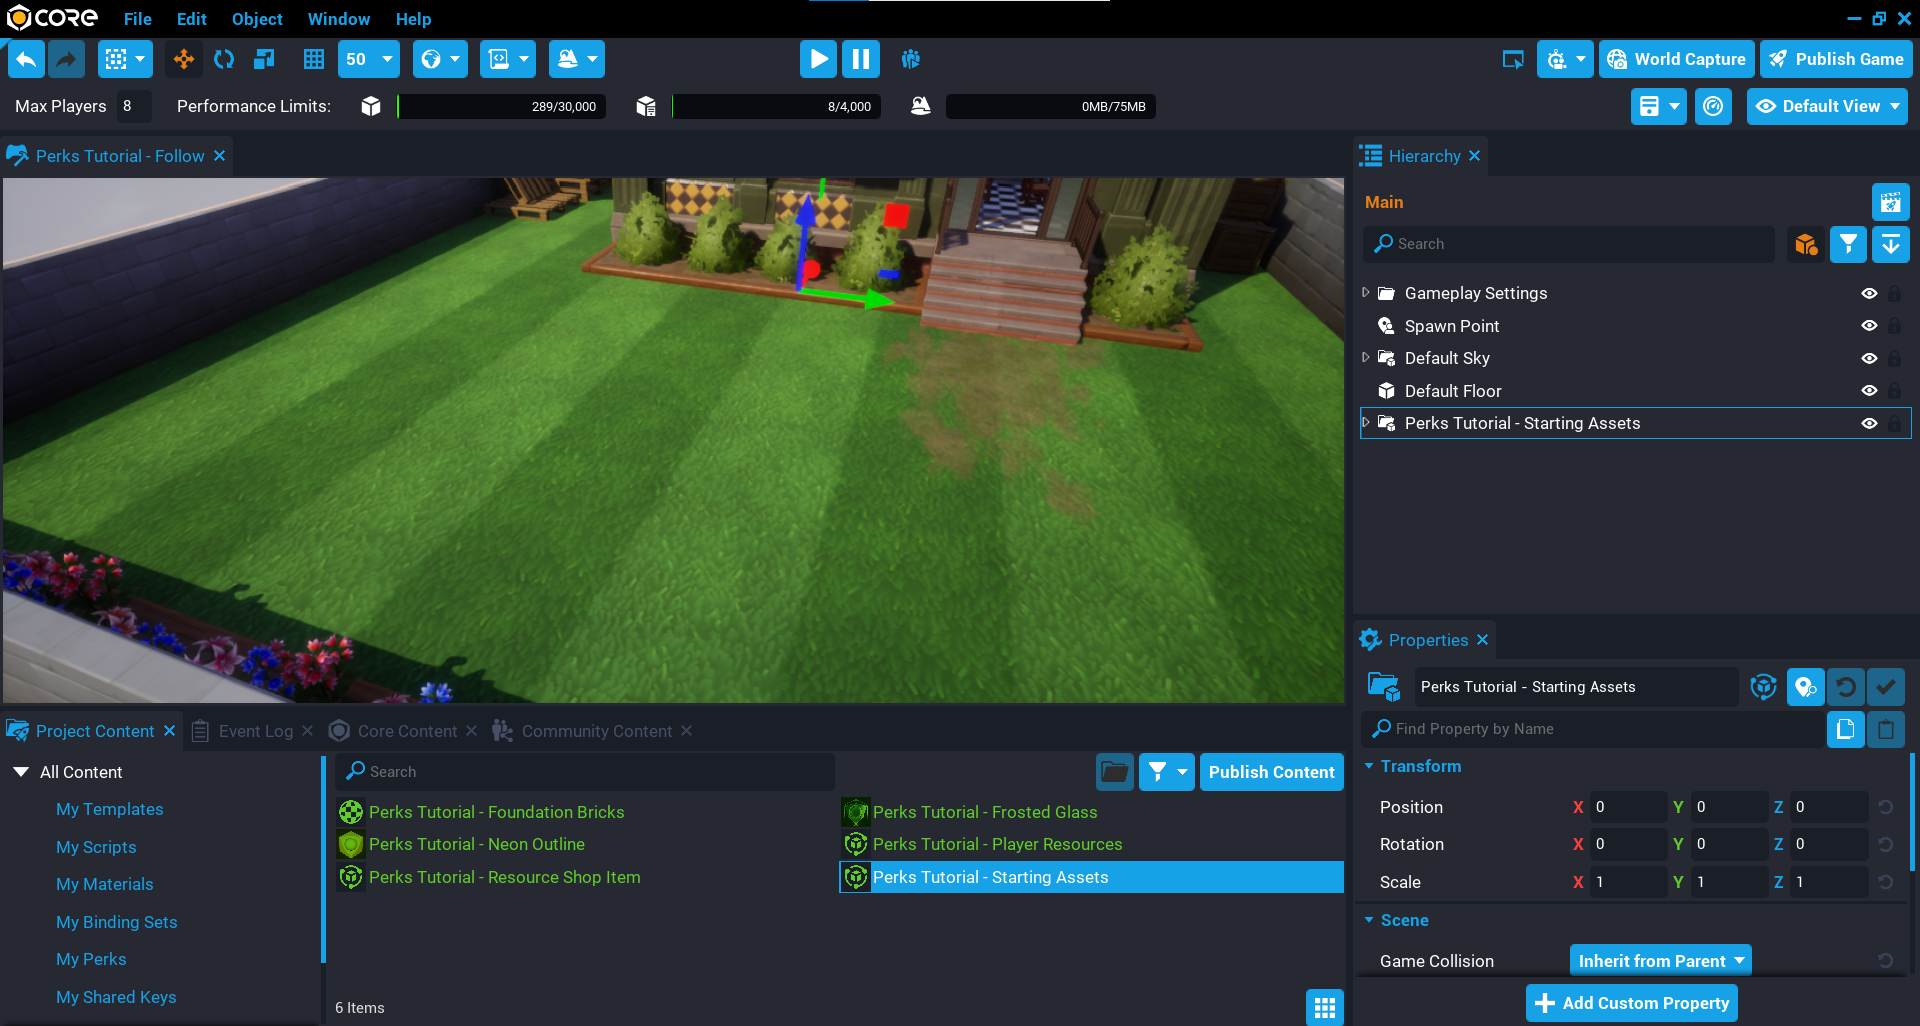 CORE File Edit Object Window Help
50 World Capture Publish Game
Max Players 8 Performance Limits: 289/30,000 8/4,000 0MB/75MB Default View
Perks Tutorial - Follow
Hierarchy
Main
Search
Gameplay Settings
Spawn Point
Default Sky
Default Floor
Perks Tutorial - Starting Assets
Properties
Perks Tutorial - Starting Assets
Find Property by Name
Transform
Position X 0 Y 0 Z 0
Rotation X 0 Y 0 Z 0
Scale X 1 Y 1 Z 1
Scene
Game Collision Inherit from Parent
Add Custom Property
Project Content Event Log Core Content Community Content
All Content
My Templates
My Scripts
My Materials
My Binding Sets
My Perks
My Shared Keys
Search Publish Content
Perks Tutorial - Foundation Bricks Perks Tutorial - Frosted Glass
Perks Tutorial - Neon Outline Perks Tutorial - Player Resources
Perks Tutorial - Resource Shop Item Perks Tutorial - Starting Assets
6 Items